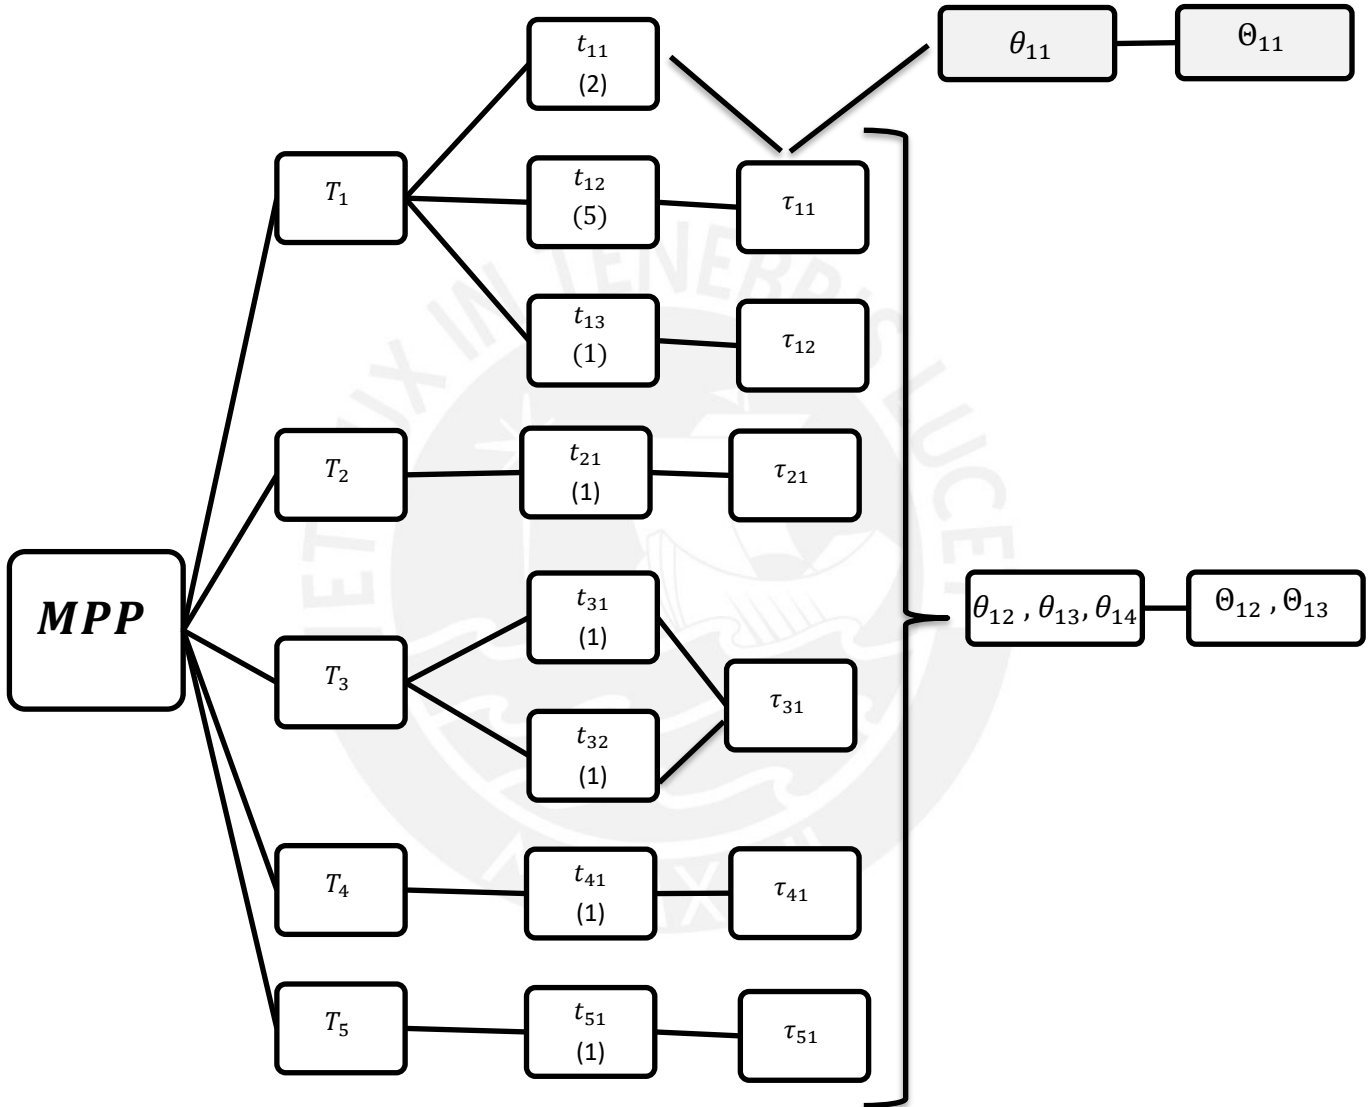 t₁₁
(2)
θ₁₁
Θ₁₁
T₁
t₁₂
(5)
τ₁₁
t₁₃
(1)
τ₁₂
T₂
t₂₁
(1)
τ₂₁
MPP
T₃
t₃₁
(1)
t₃₂
(1)
τ₃₁
θ₁₂ , θ₁₃, θ₁₄
Θ₁₂ , Θ₁₃
T₄
t₄₁
(1)
τ₄₁
T₅
t₅₁
(1)
τ₅₁